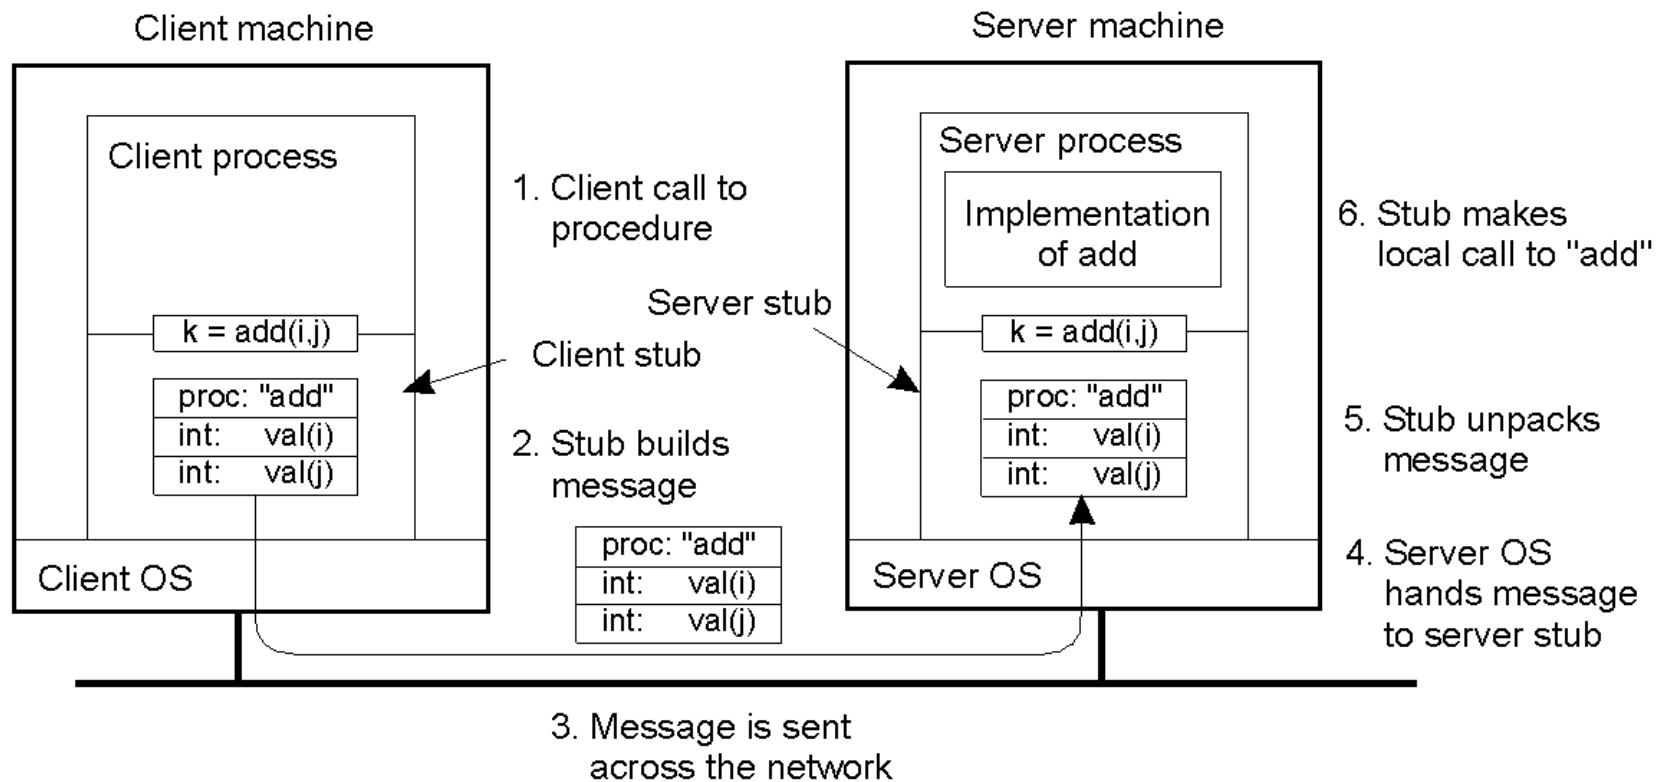 Client machine
Server machine
Client process
1. Client call to
procedure
Server process
Implementation
of add
6. Stub makes
local call to "add"
Server stub
k = add(i,j)
k = add(i,j)
Client stub
proc: "add"
int: val(i)
int: val(j)
2. Stub builds
message
proc: "add"
int: val(i)
int: val(j)
5. Stub unpacks
message
proc: "add"
int: val(i)
int: val(j)
Client OS
Server OS
4. Server OS
hands message
to server stub
3. Message is sent
across the network